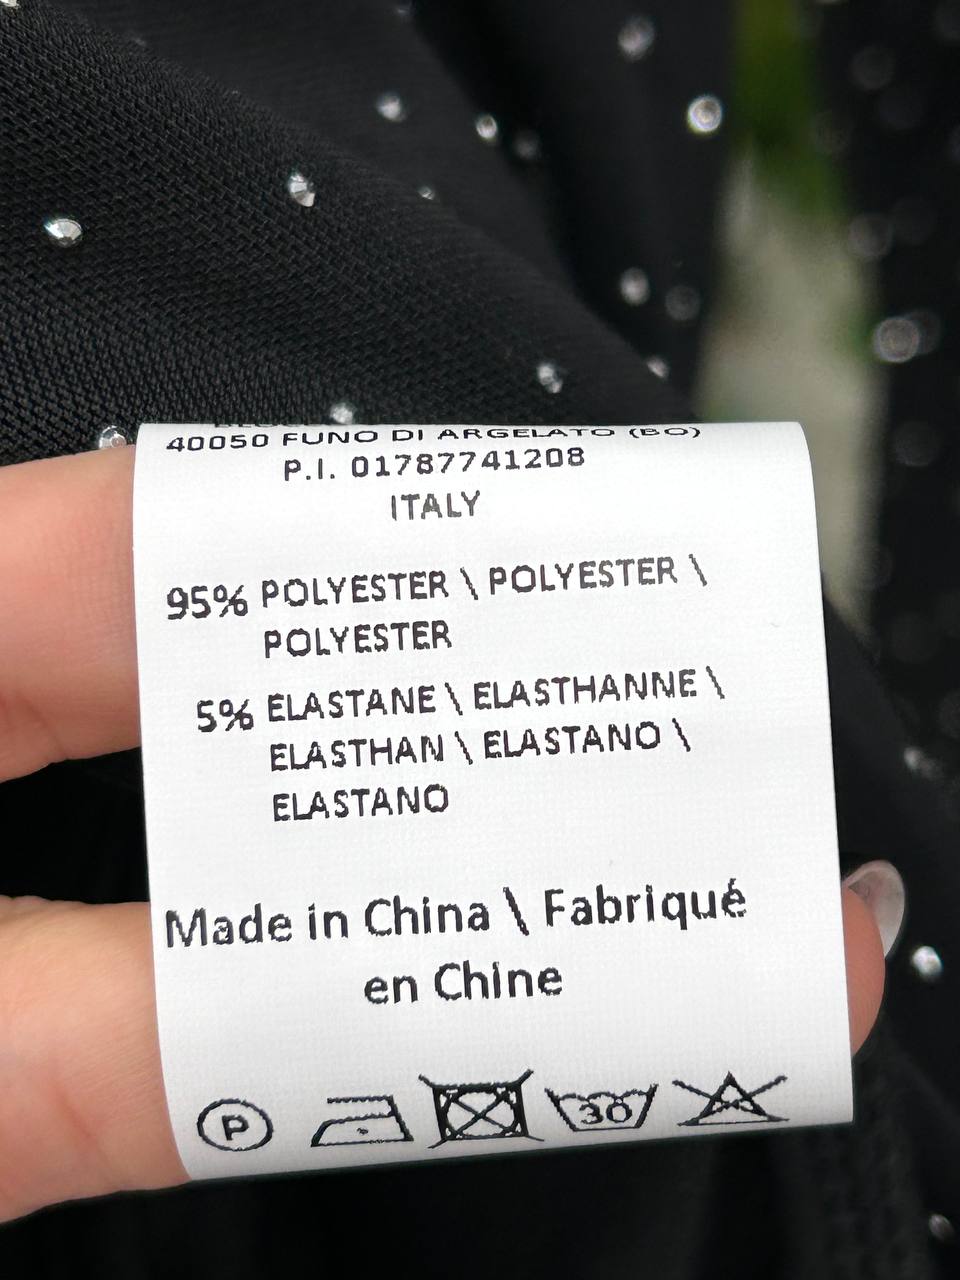 40050 FUNO DI ARGELATO (BO)
P.I. 01787741208
ITALY
95% POLYESTER \ POLYESTER \
POLYESTER
5% ELASTANE \ ELASTHANNE \
ELASTHAN \ ELASTANO \
ELASTANO
Made in China \ Fabriqué
en Chine
P
30